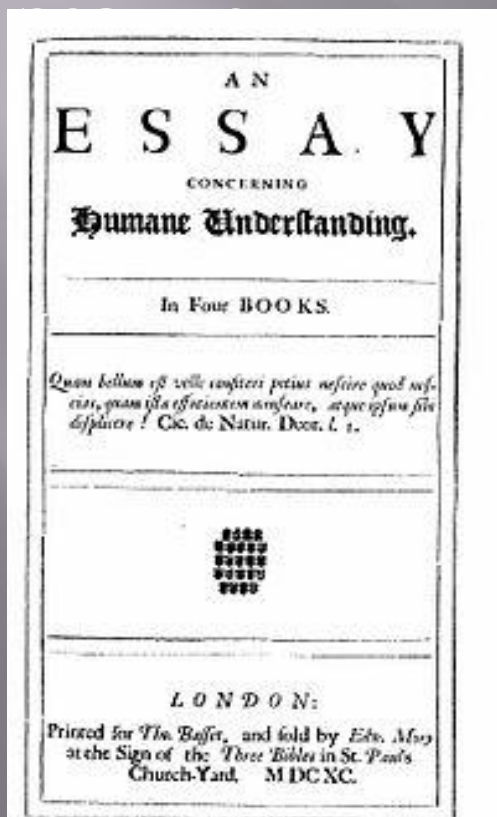 AN
ESSAY
CONCERNING
Humane Understanding.
In Four BOOKS.
Quam bellum est velle confiteri potius nescire quod nes-
cias, quam ista effutientem nauseare, atque ipsum sibi
displicere! Cic. de Natur. Deor. l. 1.
LONDON:
Printed for Tho. Basset, and sold by Edw. Mory
at the Sign of the Three Bibles in St. Paul's
Church-Yard, MDCXC.